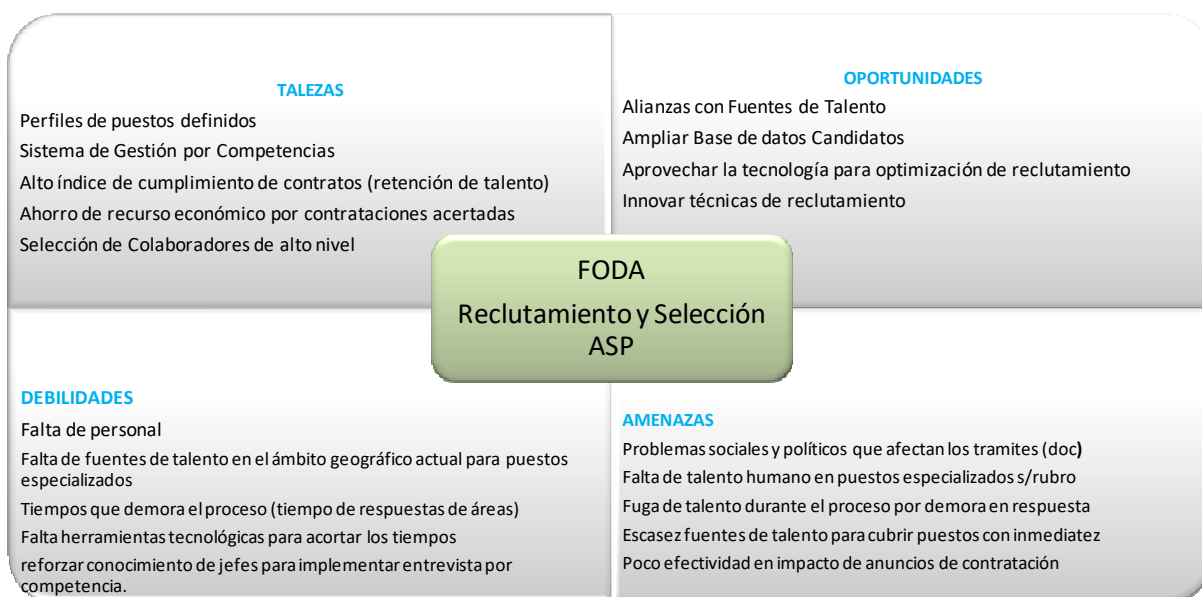 TALEZAS
Perfiles de puestos definidos
Sistema de Gestión por Competencias
Alto índice de cumplimiento de contratos (retención de talento)
Ahorro de recurso económico por contrataciones acertadas
Selección de Colaboradores de alto nivel
OPORTUNIDADES
Alianzas con Fuentes de Talento
Ampliar Base de datos Candidatos
Aprovechar la tecnología para optimización de reclutamiento
Innovar técnicas de reclutamiento
FODA
Reclutamiento y Selección
ASP
DEBILIDADES
Falta de personal
Falta de fuentes de talento en el ámbito geográfico actual para puestos
especializados
Tiempos que demora el proceso (tiempo de respuestas de áreas)
Falta herramientas tecnológicas para acortar los tiempos
reforzar conocimiento de jefes para implementar entrevista por
competencia.
AMENAZAS
Problemas sociales y políticos que afectan los tramites (doc)
Falta de talento humano en puestos especializados s/rubro
Fuga de talento durante el proceso por demora en respuesta
Escasez fuentes de talento para cubrir puestos con inmediatez
Poco efectividad en impacto de anuncios de contratación